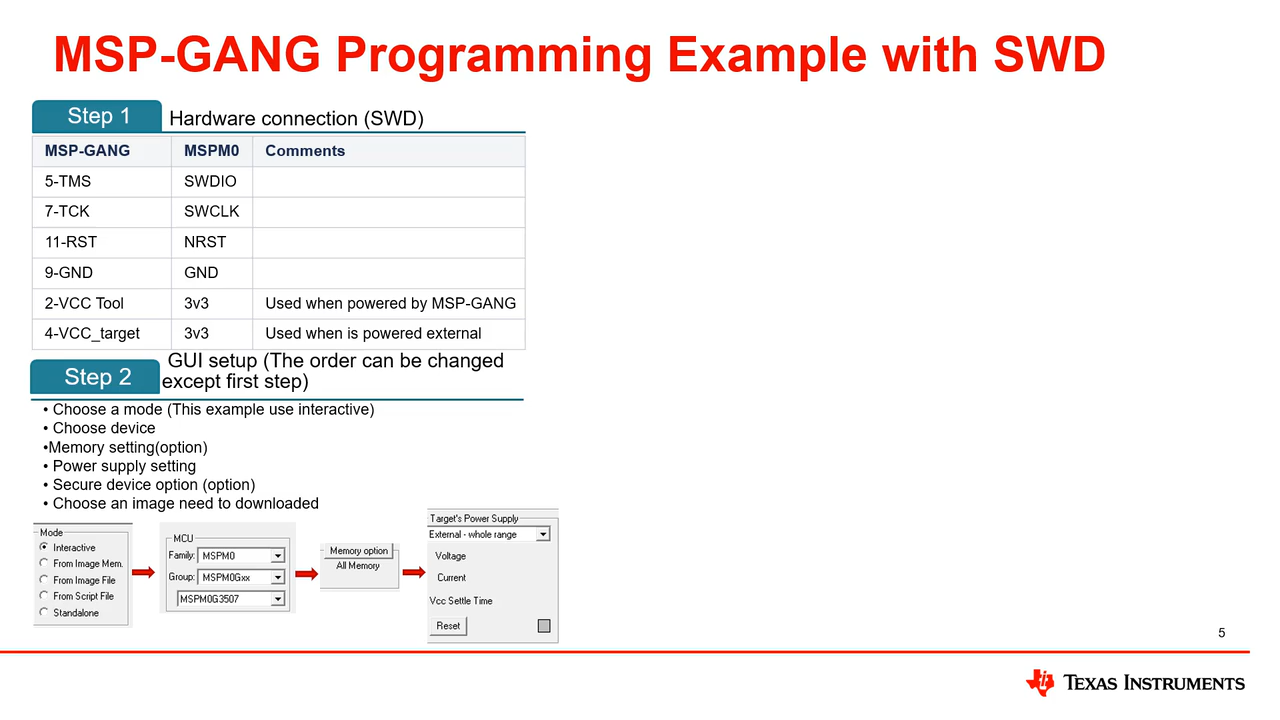 MSP-GANG Programming Example with SWD
Step 1
Hardware connection (SWD)
MSP-GANG MSPM0 Comments
5-TMS SWDIO
7-TCK SWCLK
11-RST NRST
9-GND GND
2-VCC Tool 3v3 Used when powered by MSP-GANG
4-VCC_target 3v3 Used when is powered external
Step 2
GUI setup (The order can be changed
except first step)
• Choose a mode (This example use interactive)
• Choose device
•Memory setting(option)
• Power supply setting
• Secure device option (option)
• Choose an image need to downloaded
Mode
Interactive
From Image Mem.
From Image File
From Script File
Standalone
MCU
Family: MSPM0
Group: MSPM0Gxx
MSPM0G3507
Memory option
All Memory
Target's Power Supply
External - whole range
Voltage
Current
Vcc Settle Time
Reset
5
TEXAS INSTRUMENTS